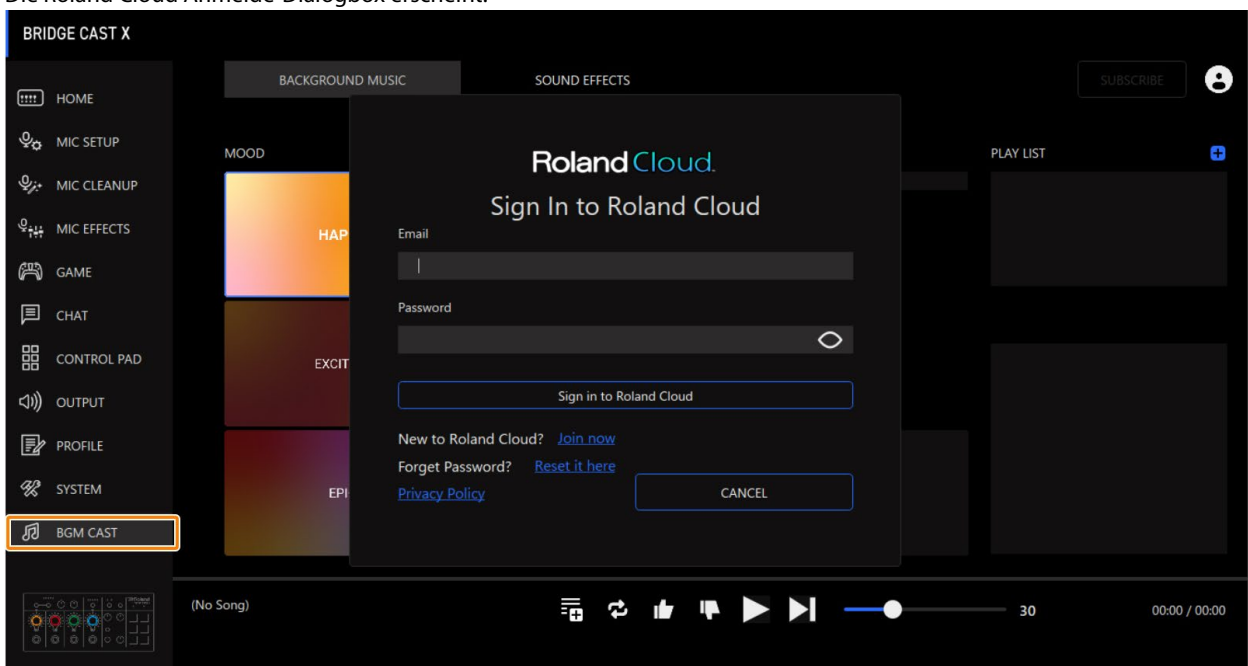 Die Roland Cloud Anmelde-Dialogbox erscheint.
BRIDGE CAST X
HOME
MIC SETUP
MIC CLEANUP
MIC EFFECTS
GAME
CHAT
CONTROL PAD
OUTPUT
PROFILE
SYSTEM
BGM CAST
BACKGROUND MUSIC
SOUND EFFECTS
SUBSCRIBE
MOOD
HAP
EXCIT
EPI
Roland Cloud.
Sign In to Roland Cloud
Email
Password
Sign in to Roland Cloud
New to Roland Cloud? Join now
Forget Password? Reset it here
Privacy Policy
CANCEL
PLAY LIST
(No Song)
30
00:00 / 00:00